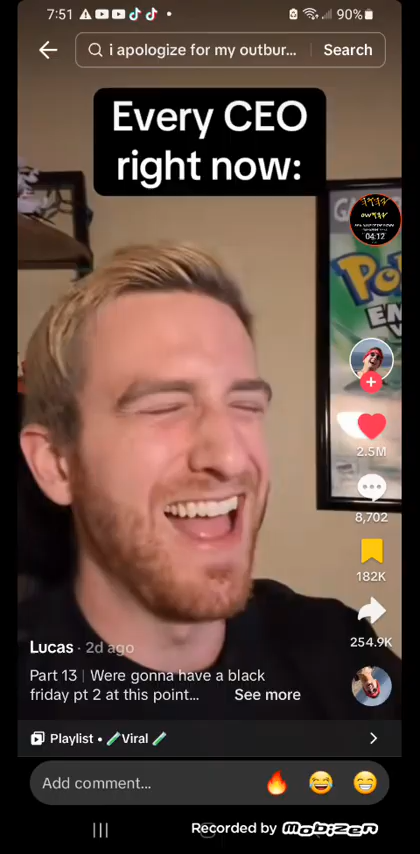 7:51
90%
i apologize for my outbur...
Search
Every CEO
right now:
04:12
2.5M
8,702
182K
254.9K
Lucas · 2d ago
Part 13 | Were gonna have a black
friday pt 2 at this point... See more
Playlist • Viral
Add comment...
Recorded by Mobizen